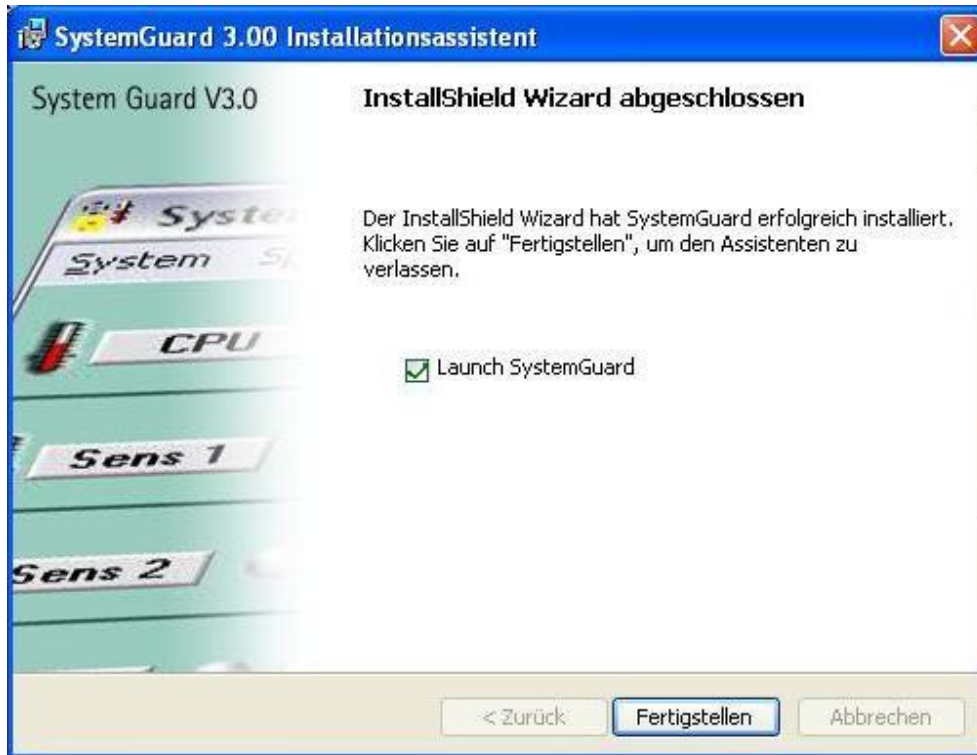 SystemGuard 3.00 Installationsassistent
System Guard V3.0
InstallShield Wizard abgeschlossen
Der InstallShield Wizard hat SystemGuard erfolgreich installiert.
Klicken Sie auf "Fertigstellen", um den Assistenten zu
verlassen.
Launch SystemGuard
Syste
System
CPU
Sens 1
Sens 2
< Zurück
Fertigstellen
Abbrechen